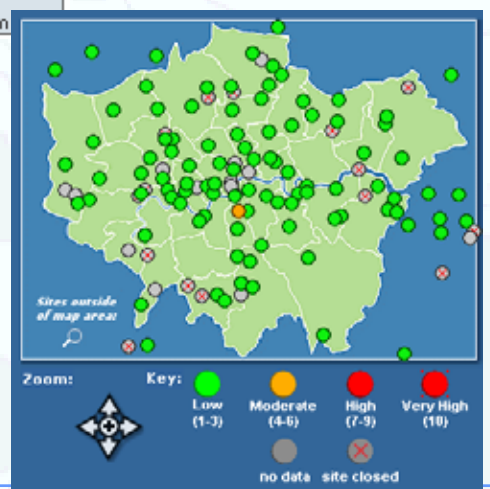 m
Sites outside
of map area:
Zoom:
Key:
Low
(1-3)
Moderate
(4-6)
High
(7-9)
Very High
(10)
no data
site closed